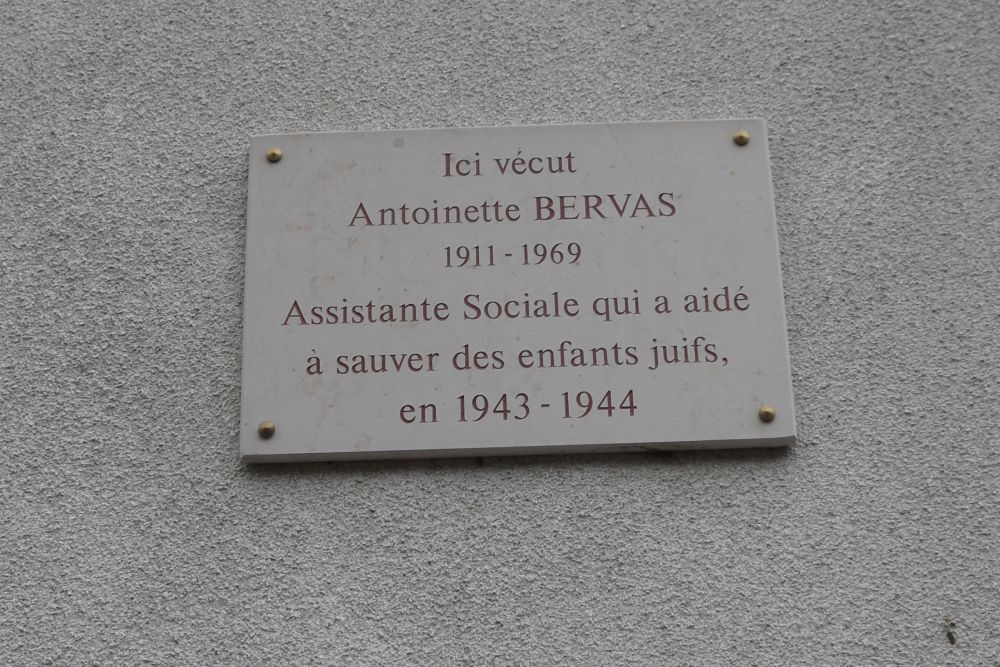 Ici vécut
Antoinette BERVAS
1911 - 1969
Assistante Sociale qui a aidé
à sauver des enfants juifs,
en 1943 - 1944